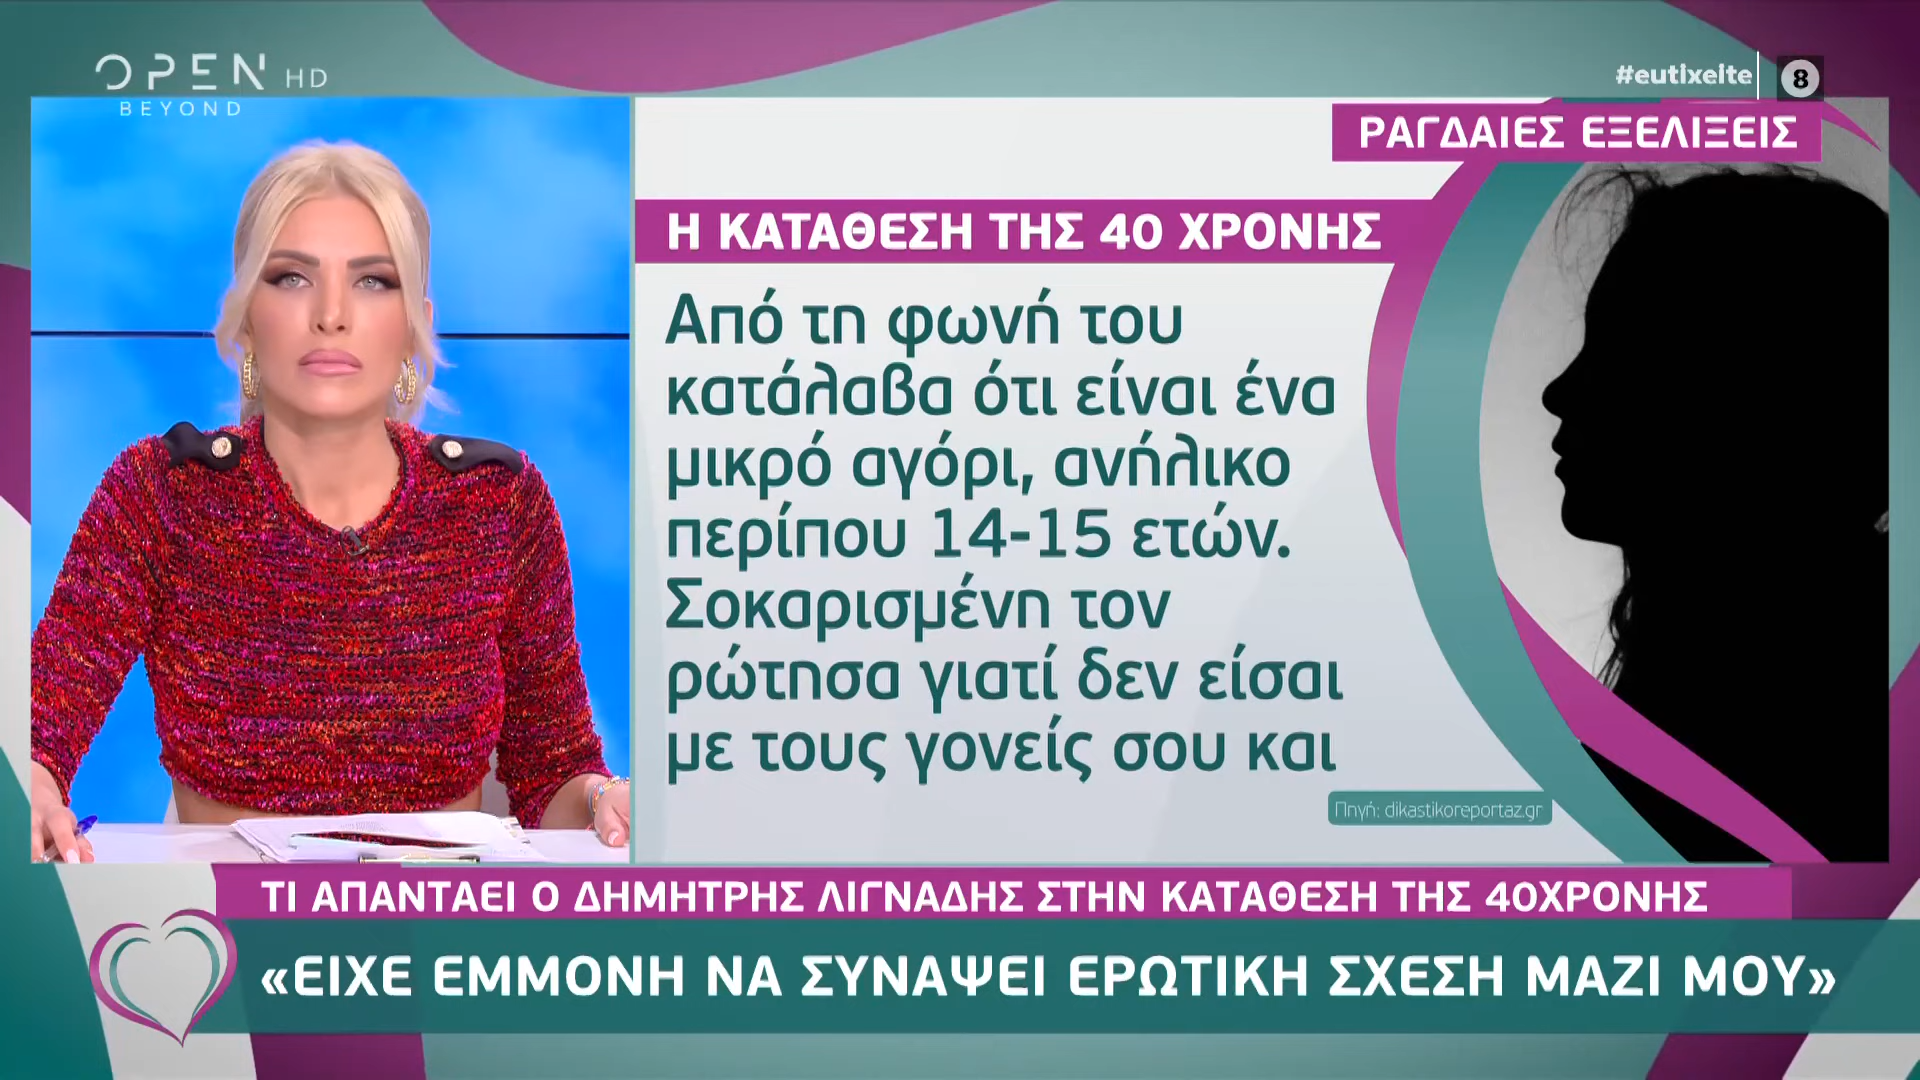 OPEN HD
BEYOND
#eutixeite
8
ΡΑΓΔΑΙΕΣ ΕΞΕΛΙΞΕΙΣ
Η ΚΑΤΑΘΕΣΗ ΤΗΣ 40 ΧΡΟΝΗΣ
Από τη φωνή του
κατάλαβα ότι είναι ένα
μικρό αγόρι, ανήλικο
περίπου 14-15 ετών.
Σοκαρισμένη τον
ρώτησα γιατί δεν είσαι
με τους γονείς σου και
Πηγή: dikastikoreportaz.gr
ΤΙ ΑΠΑΝΤΑΕΙ Ο ΔΗΜΗΤΡΗΣ ΛΙΓΝΑΔΗΣ ΣΤΗΝ ΚΑΤΑΘΕΣΗ ΤΗΣ 40ΧΡΟΝΗΣ
«ΕΙΧΕ ΕΜΜΟΝΗ ΝΑ ΣΥΝΑΨΕΙ ΕΡΩΤΙΚΗ ΣΧΕΣΗ ΜΑΖΙ ΜΟΥ»